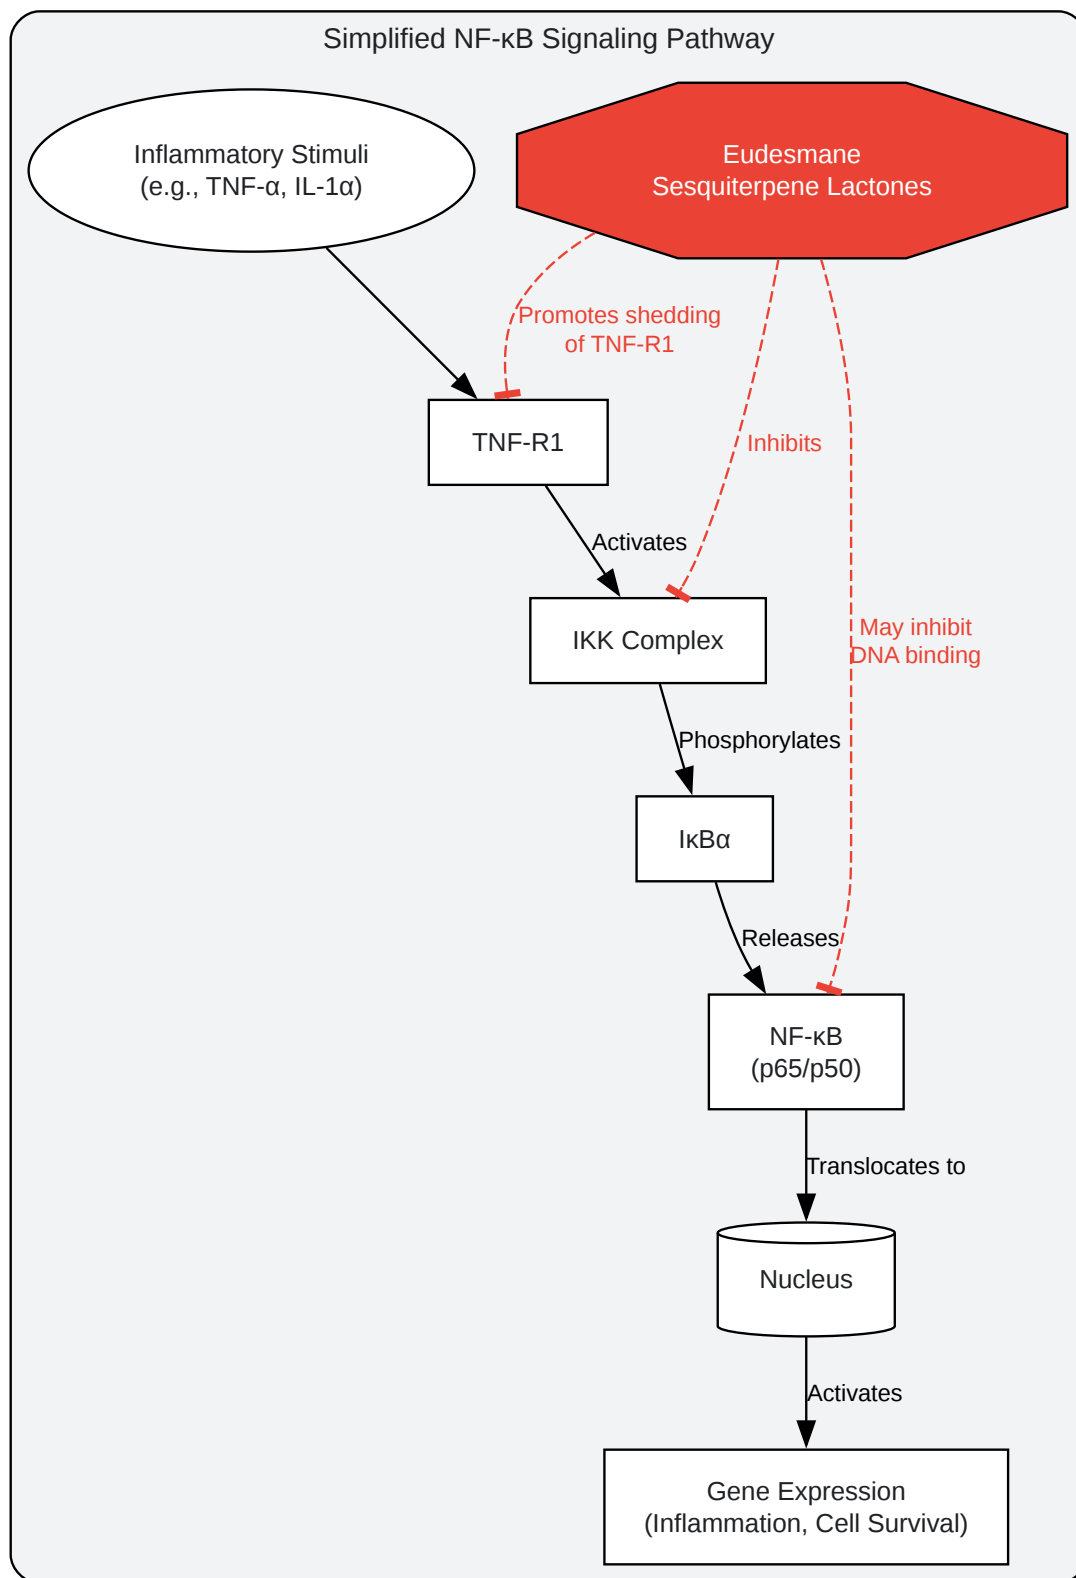 Simplified NF-κB Signaling Pathway
Inflammatory Stimuli
(e.g., TNF-α, IL-1α)
Eudesmane
Sesquiterpene Lactones
Promotes shedding
of TNF-R1
TNF-R1
Inhibits
Activates
IKK Complex
May inhibit
DNA binding
Phosphorylates
IκBα
Releases
NF-κB
(p65/p50)
Translocates to
Nucleus
Activates
Gene Expression
(Inflammation, Cell Survival)